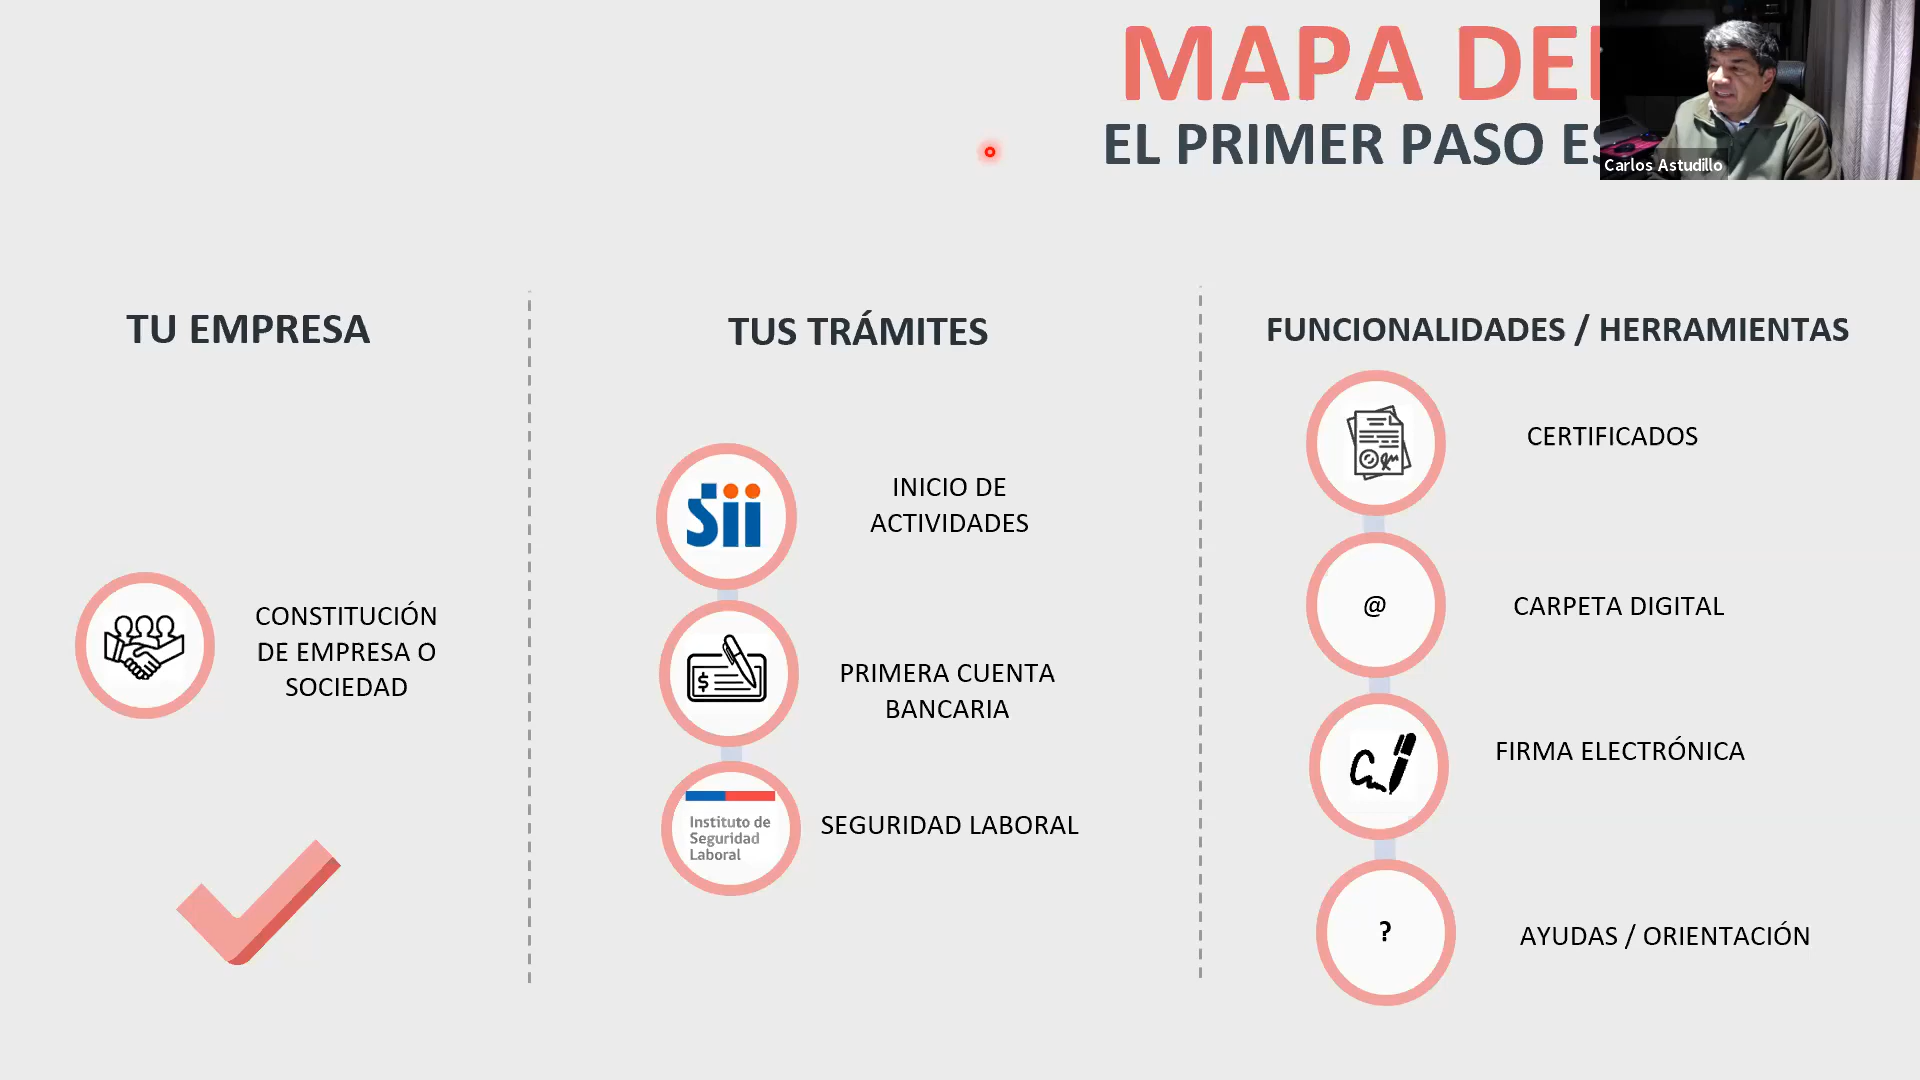 MAPA DE
EL PRIMER PASO ES
Carlos Astudillo
TU EMPRESA
CONSTITUCIÓN
DE EMPRESA O
SOCIEDAD
TUS TRÁMITES
Sii
INICIO DE
ACTIVIDADES
$
PRIMERA CUENTA
BANCARIA
Instituto de
Seguridad
Laboral
SEGURIDAD LABORAL
FUNCIONALIDADES / HERRAMIENTAS
CERTIFICADOS
@
CARPETA DIGITAL
FIRMA ELECTRÓNICA
?
AYUDAS / ORIENTACIÓN